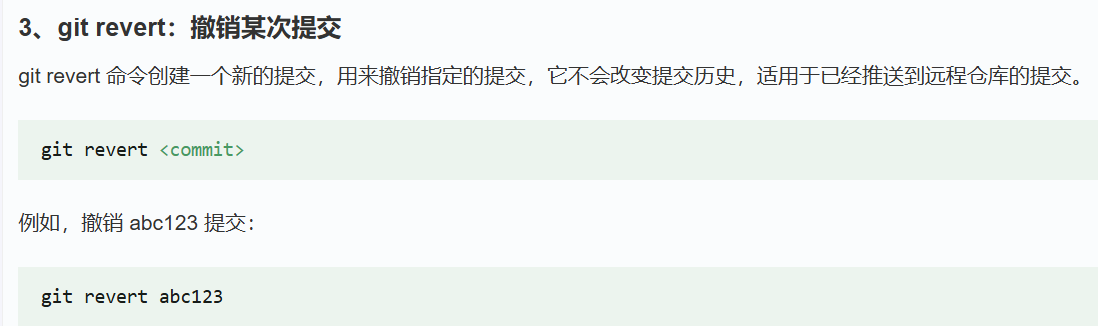 3、git revert：撤销某次提交
git revert 命令创建一个新的提交，用来撤销指定的提交，它不会改变提交历史，适用于已经推送到远程仓库的提交。
git revert <commit>
例如，撤销 abc123 提交：
git revert abc123